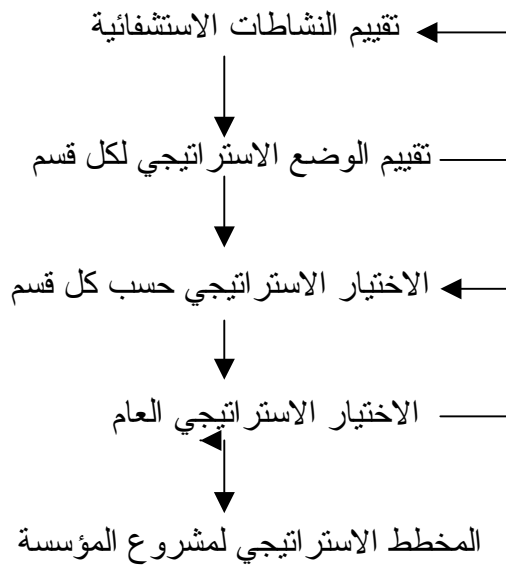 تقييم النشاطات الاستشفائية
تقييم الوضع الاستراتيجي لكل قسم
الاختيار الاستراتيجي حسب كل قسم
الاختيار الاستراتيجي العام
المخطط الاستراتيجي لمشروع المؤسسة